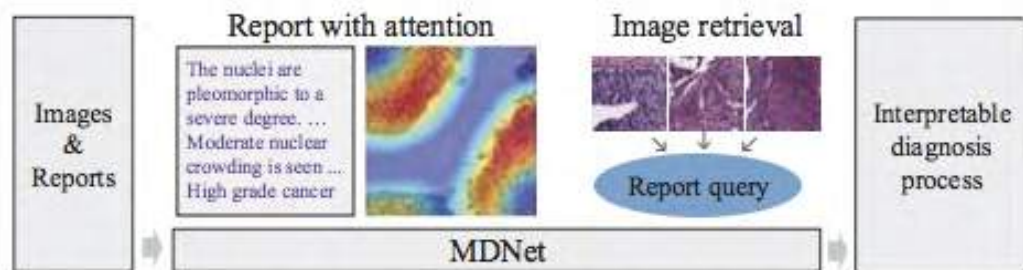 Report with attention
Image retrieval
Images
&
Reports
The nuclei are
pleomorphic to a
severe degree. ...
Moderate nuclear
crowding is seen ...
High grade cancer
Report query
Interpretable
diagnosis
process
MDNet